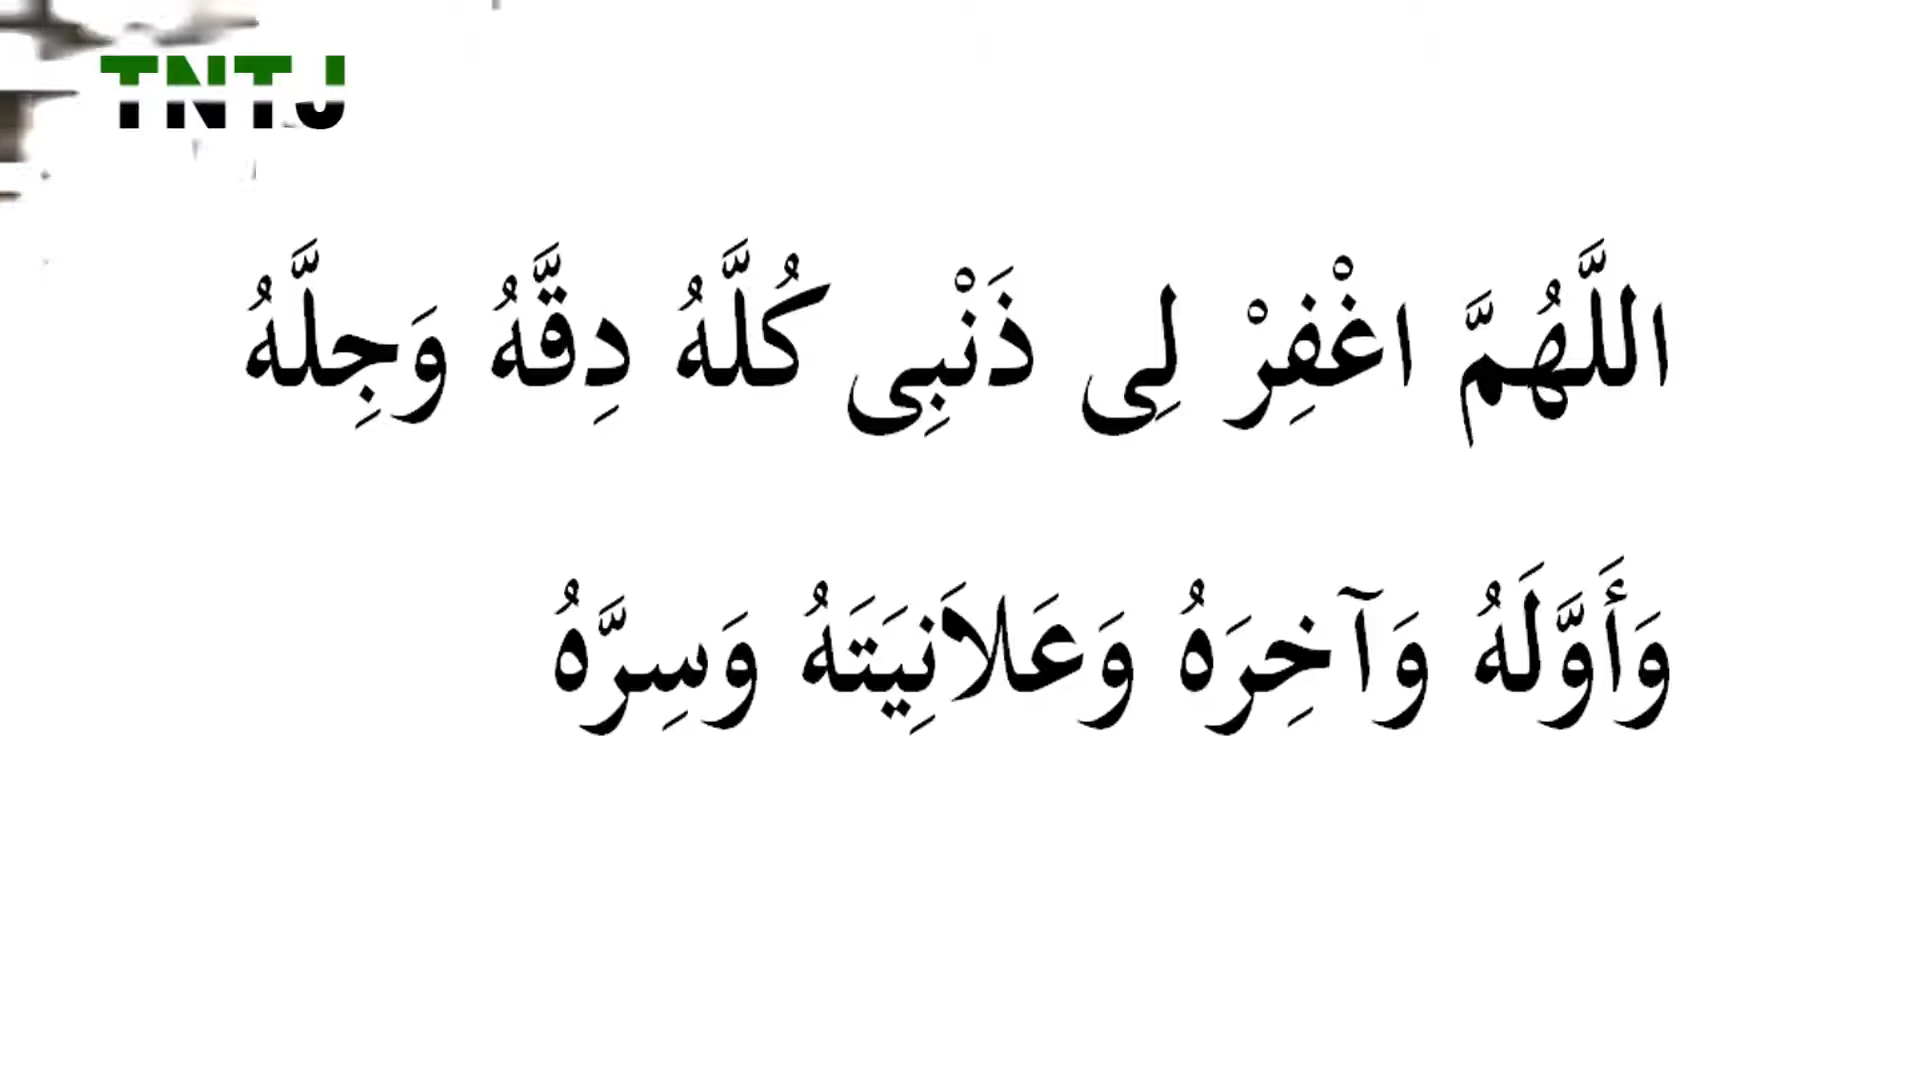 TNTJ
اللَّهُمَّ اغْفِرْ لِى ذَنْبِى كُلَّهُ دِقَّهُ وَجِلَّهُ
وَأَوَّلَهُ وَآخِرَهُ وَعَلاَنِيَتَهُ وَسِرَّهُ